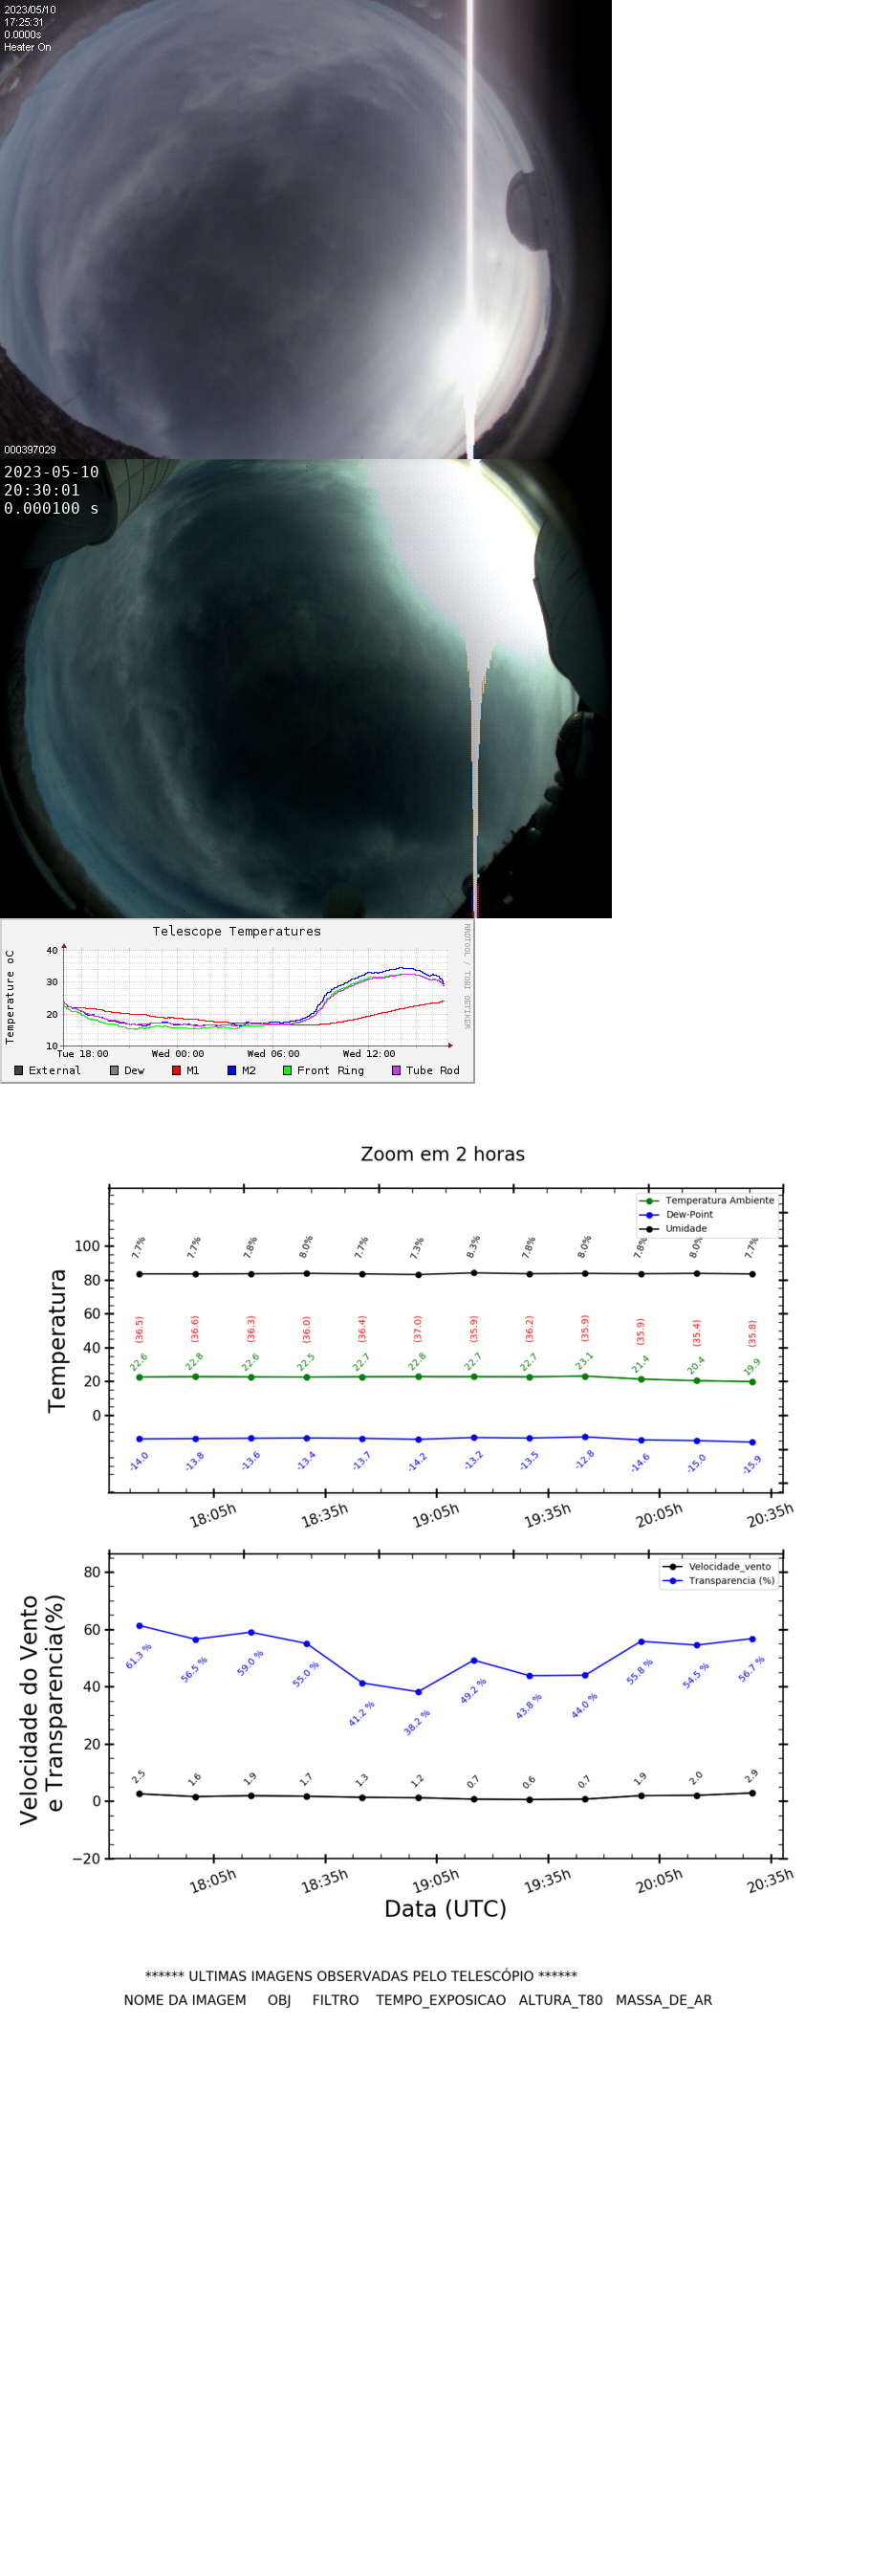 2023/05/10
17:25:31
0.0000s
Heater On
000397029
2023-05-10
20:30:01
0.000100 s
Telescope Temperatures
RRDTOOL / TOBI OETIKER
Temperature oC
40
30
20
10
Tue 18:00 Wed 00:00 Wed 06:00 Wed 12:00
External Dew M1 M2 Front Ring Tube Rod
Zoom em 2 horas
Temperatura Ambiente
Dew-Point
Umidade
Temperatura
100
80
60
40
20
0
7.7% 7.7% 7.8% 8.0% 7.7% 7.3% 8.3% 7.8% 8.0% 7.8% 8.0% 7.7%
(36.5) (36.6) (36.3) (36.0) (36.4) (37.0) (35.9) (36.2) (35.9) (35.9) (35.4) (35.8)
22.6 22.8 22.6 22.5 22.7 22.8 22.7 22.7 23.1 21.4 20.4 19.9
-14.0 -13.8 -13.6 -13.4 -13.7 -14.2 -13.2 -13.5 -12.8 -14.6 -15.0 -15.9
18:05h 18:35h 19:05h 19:35h 20:05h 20:35h
Velocidade_vento
Transparencia (%)
Velocidade do Vento
e Transparencia(%)
80
60
40
20
0
−20
61.3 % 56.5 % 59.0 % 55.0 % 41.2 % 38.2 % 49.2 % 43.8 % 44.0 % 55.8 % 54.5 % 56.7 %
2.5 1.6 1.9 1.7 1.3 1.2 0.7 0.6 0.7 1.9 2.0 2.9
18:05h 18:35h 19:05h 19:35h 20:05h 20:35h
Data (UTC)
****** ULTIMAS IMAGENS OBSERVADAS PELO TELESCÓPIO ******
NOME DA IMAGEM OBJ FILTRO TEMPO_EXPOSICAO ALTURA_T80 MASSA_DE_AR